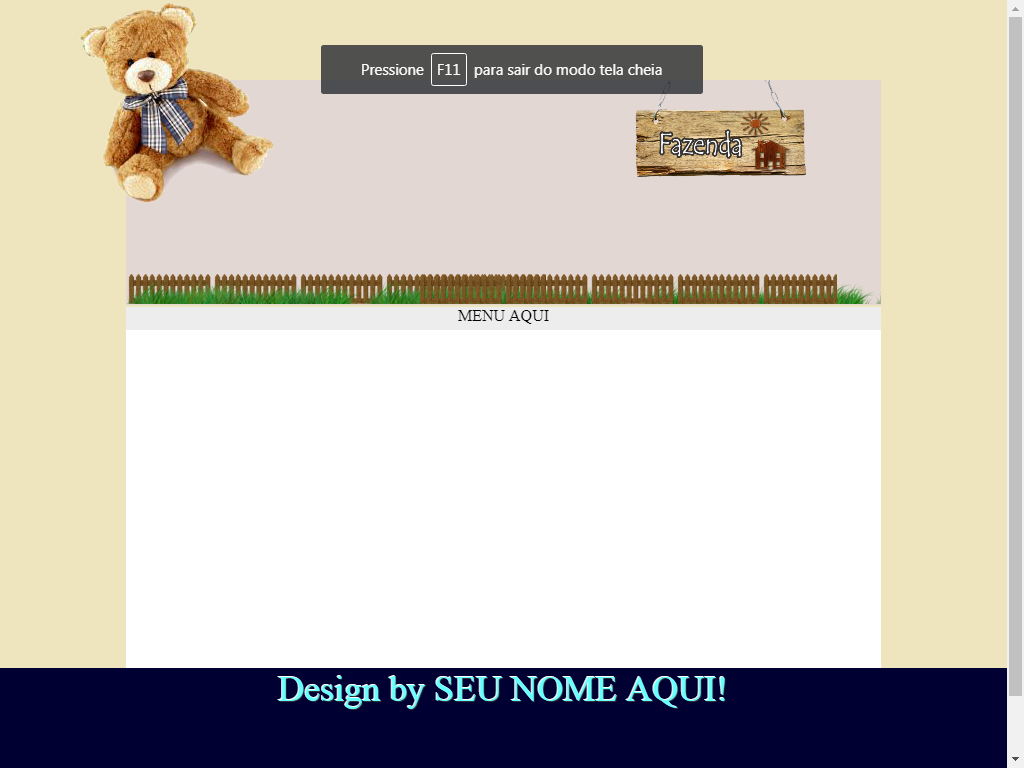 Pressione F11 para sair do modo tela cheia
Fazenda
MENU AQUI
Design by SEU NOME AQUI!